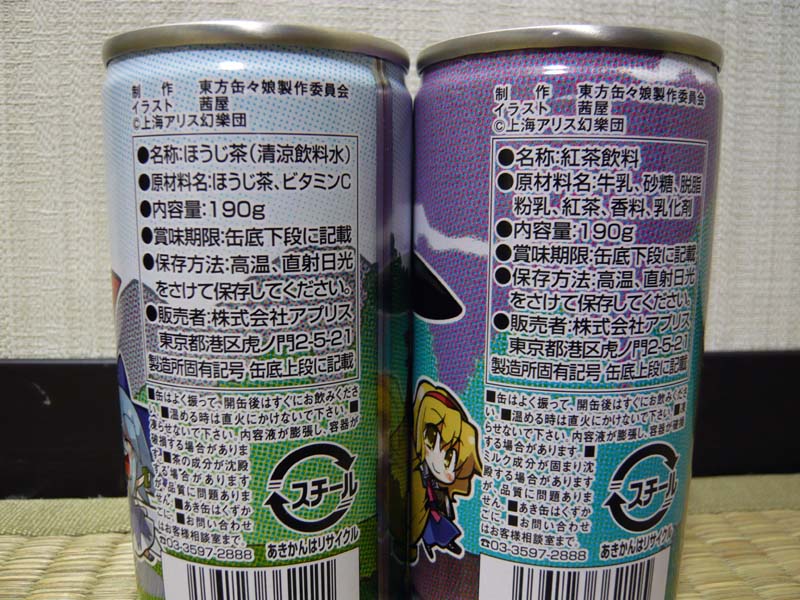 制　作　東方缶々娘製作委員会
イラスト　茜屋
©上海アリス幻樂団
●名称:ほうじ茶(清涼飲料水)
●原材料名:ほうじ茶、ビタミンC
●内容量:190g
●賞味期限:缶底下段に記載
●保存方法:高温、直射日光
をさけて保存してください。
●販売者:株式会社アプリス
東京都港区虎ノ門2-5-21
製造所固有記号 缶底上段に記載
■缶はよく振って、開缶後はすぐにお飲みくださ
い。■温める時は直火にかけないで下さい。■
凍らせないで下さい。内容液が膨張し、容器が
破損する場合があります。
■茶の成分が沈殿
する場合があります
が、品質に問題ありま
せん。■あき缶はくずか
ごに。■お問い合わせ
はお客様相談室まで。
☎03-3597-2888
スチール
あきかんはリサイクル
制　作　東方缶々娘製作委員会
イラスト　茜屋
©上海アリス幻樂団
●名称:紅茶飲料
●原材料名:牛乳、砂糖、脱脂
粉乳、紅茶、香料、乳化剤
●内容量:190g
●賞味期限:缶底下段に記載
●保存方法:高温、直射日光
をさけて保存してください。
●販売者:株式会社アプリス
東京都港区虎ノ門2-5-21
製造所固有記号 缶底上段に記載
■缶はよく振って、開缶後はすぐにお飲みくださ
い。■温める時は直火にかけないで下さい。■凍
らせないで下さい。内容液が膨張し、容器が破損
する場合があります。■
ミルク成分が固まり沈
殿する場合があります
が、品質に問題ありま
せん。■あき缶はくずか
ごに。■お問い合わせ
はお客様相談室まで。
☎03-3597-2888
スチール
あきかんはリサイクル